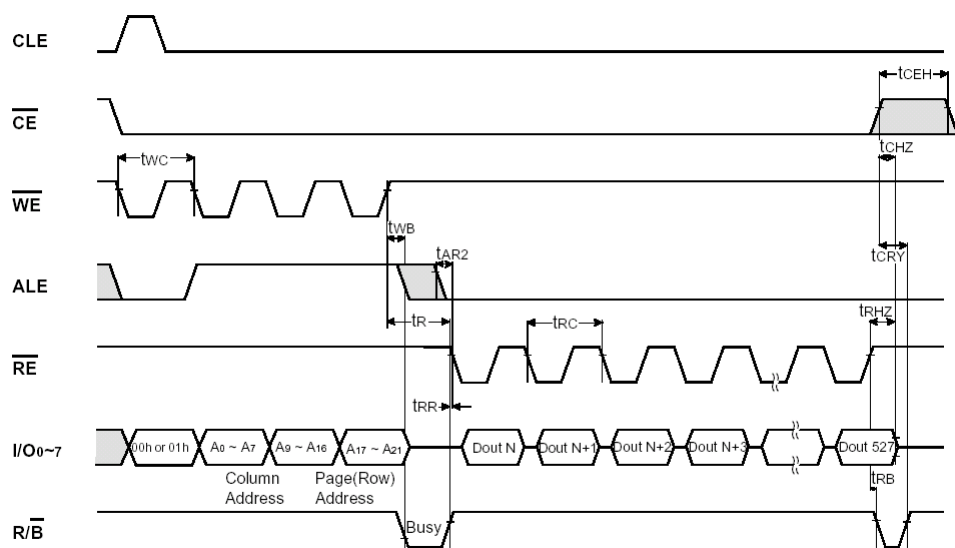 CLE
tCEH
CE
tWC
tCHZ
WE
tWB
tAR2
tCRY
ALE
tR
tRC
tRHZ
RE
tRR
I/O0~7
00h or 01h
A0 ~ A7
A9 ~ A16
A17 ~ A21
Dout N
Dout N+1
Dout N+2
Dout N+3
Dout 527
Column
Address
Page(Row)
Address
tRB
R/B
Busy